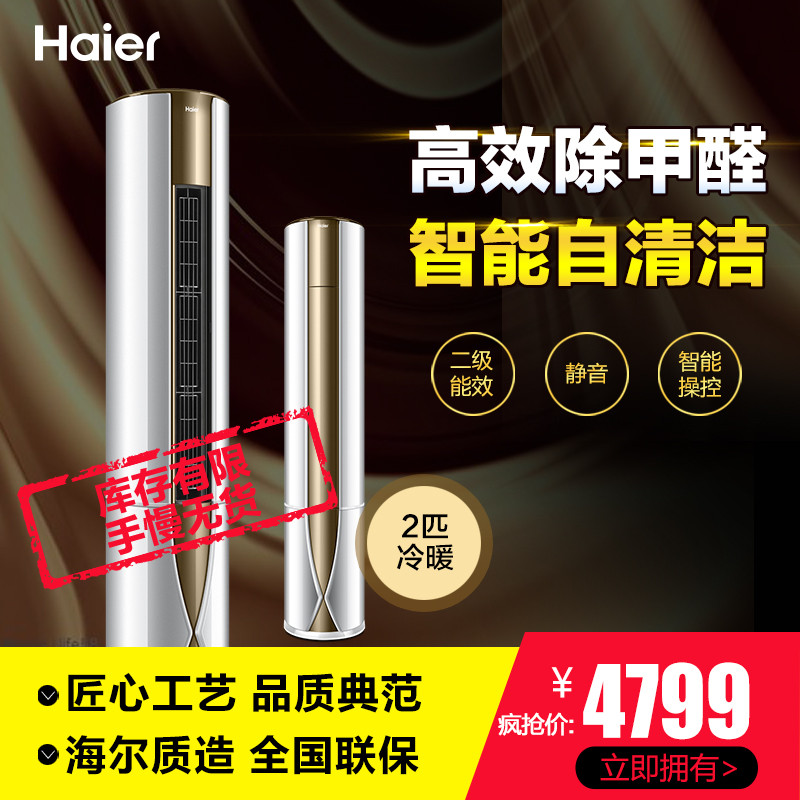 Haier
Haier
Haier
高效除甲醛
智能自清洁
二级
能效
静音
智能
操控
库存有限
手慢无货
2匹
冷暖
匠心工艺 品质典范
海尔质造 全国联保
¥
疯抢价:
4799
立即拥有>